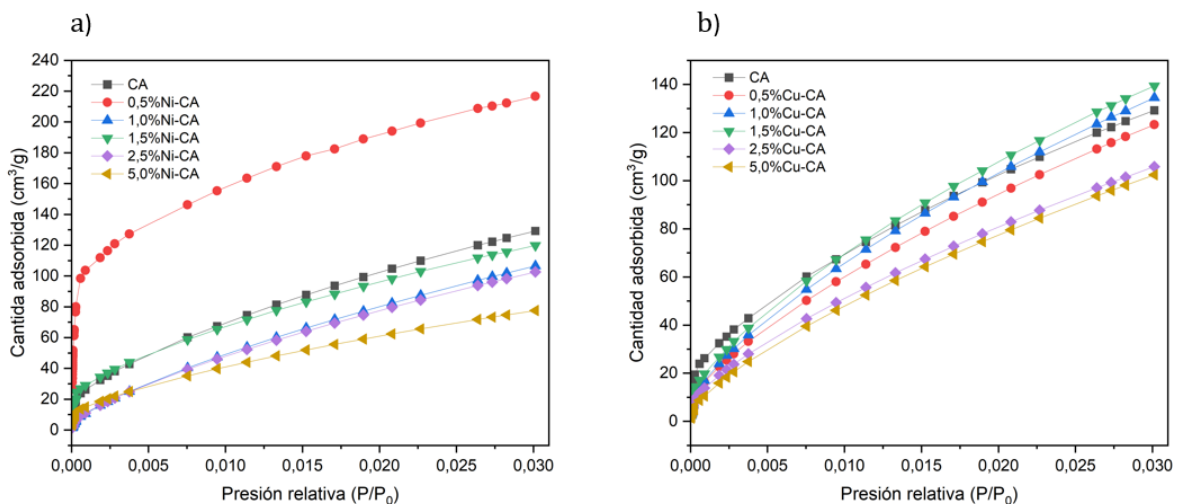 a)
240
220
200
180
160
140
120
100
80
60
40
20
0
Cantida adsorbida (cm³/g)
CA
0,5%Ni-CA
1,0%Ni-CA
1,5%Ni-CA
2,5%Ni-CA
5,0%Ni-CA
0,000 0,005 0,010 0,015 0,020 0,025 0,030
Presión relativa (P/P₀)
b)
140
120
100
80
60
40
20
0
Cantidad adsorbida (cm³/g)
CA
0,5%Cu-CA
1,0%Cu-CA
1,5%Cu-CA
2,5%Cu-CA
5,0%Cu-CA
0,000 0,005 0,010 0,015 0,020 0,025 0,030
Presión relativa (P/P₀)